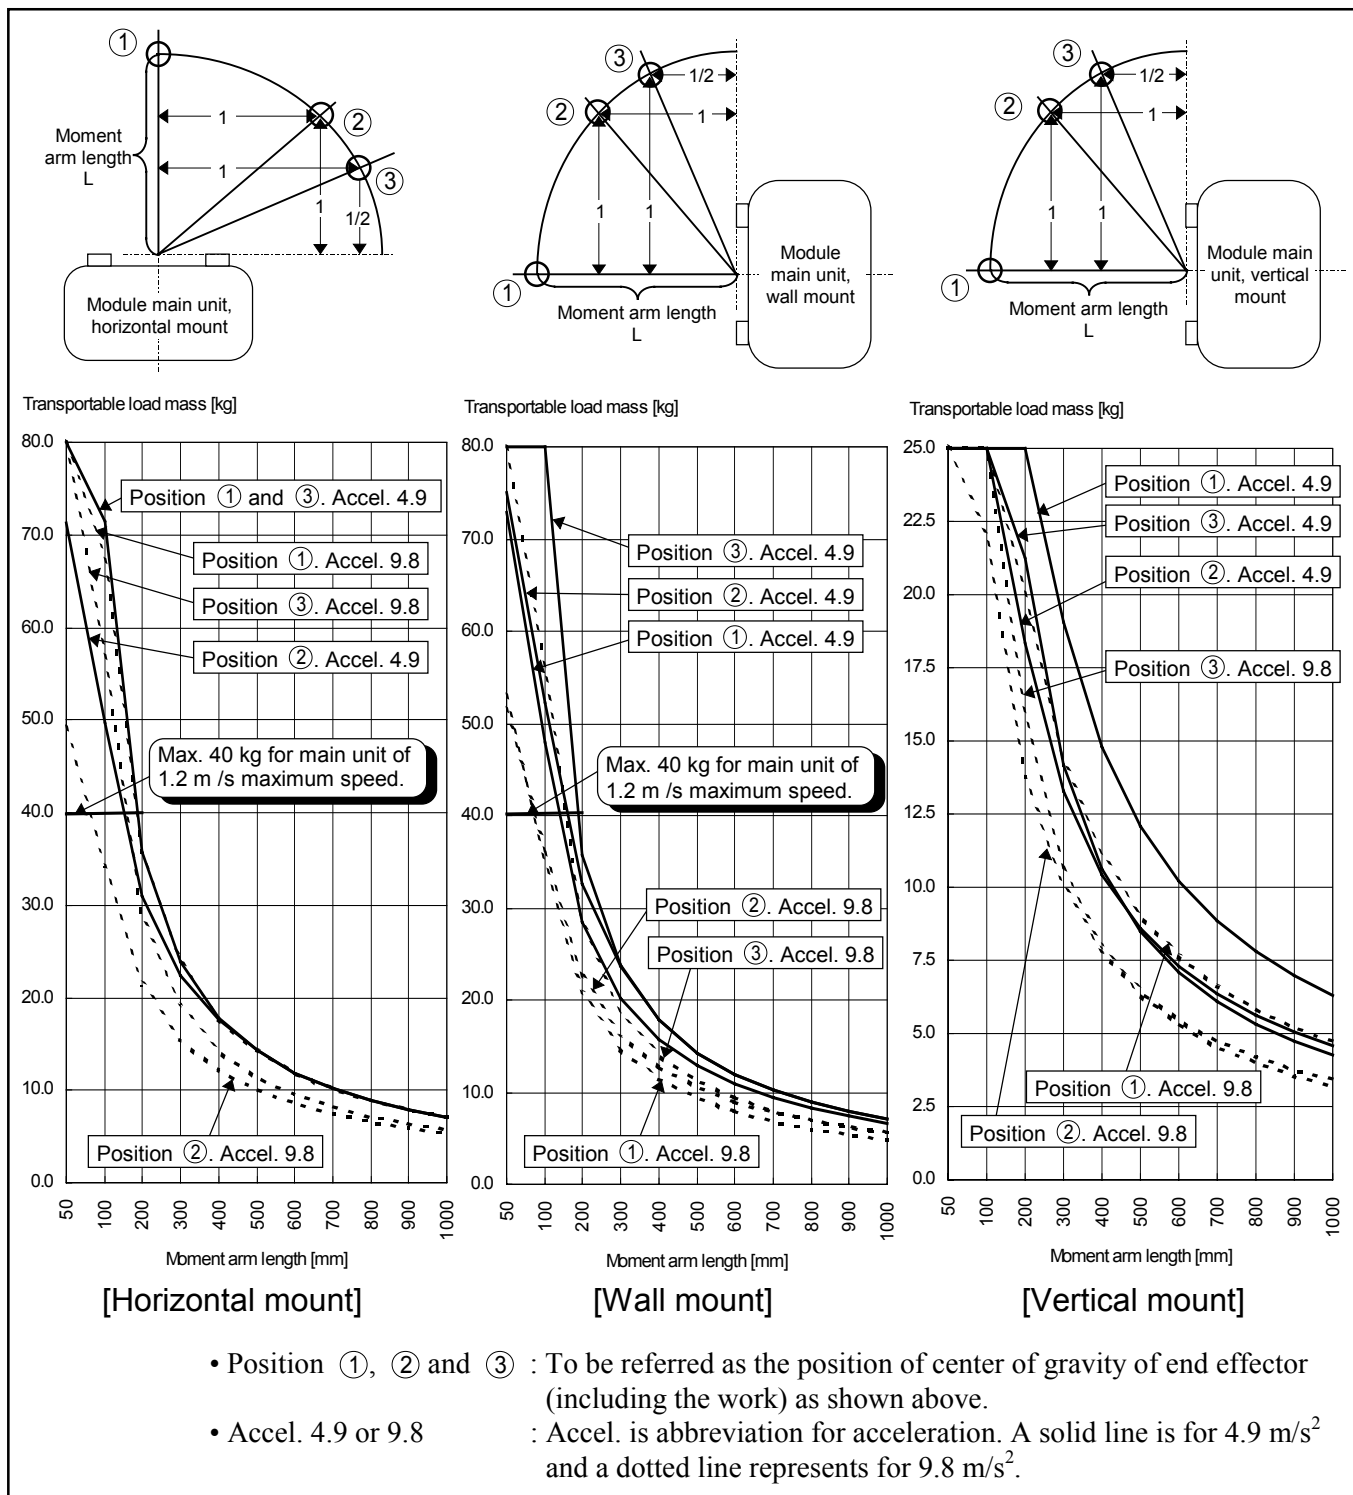 ①
1
②
Moment
arm length
L
1
③
1
1/2
Module main unit,
horizontal mount
③
1/2
②
1
1
1
Module
main unit,
wall mount
①
Moment arm length
L
③
1/2
②
1
1
1
Module main
unit, vertical
mount
①
Moment arm length
L
Transportable load mass [kg]
80.0
70.0
60.0
50.0
40.0
30.0
20.0
10.0
0.0
Position ① and ③. Accel. 4.9
Position ①. Accel. 9.8
Position ③. Accel. 9.8
Position ②. Accel. 4.9
Max. 40 kg for main unit of
1.2 m /s maximum speed.
Position ②. Accel. 9.8
50 100 200 300 400 500 600 700 800 900 1000
Moment arm length [mm]
[Horizontal mount]
Transportable load mass [kg]
80.0
70.0
60.0
50.0
40.0
30.0
20.0
10.0
0.0
Position ③. Accel. 4.9
Position ②. Accel. 4.9
Position ①. Accel. 4.9
Max. 40 kg for main unit of
1.2 m /s maximum speed.
Position ②. Accel. 9.8
Position ③. Accel. 9.8
Position ①. Accel. 9.8
50 100 200 300 400 500 600 700 800 900 1000
Moment arm length [mm]
[Wall mount]
Transportable load mass [kg]
25.0
22.5
20.0
17.5
15.0
12.5
10.0
7.5
5.0
2.5
0.0
Position ①. Accel. 4.9
Position ③. Accel. 4.9
Position ②. Accel. 4.9
Position ③. Accel. 9.8
Position ①. Accel. 9.8
Position ②. Accel. 9.8
50 100 200 300 400 500 600 700 800 900 1000
Moment arm length [mm]
[Vertical mount]
• Position ①, ② and ③ : To be referred as the position of center of gravity of end effector
(including the work) as shown above.
• Accel. 4.9 or 9.8 : Accel. is abbreviation for acceleration. A solid line is for 4.9 m/s²
and a dotted line represents for 9.8 m/s².